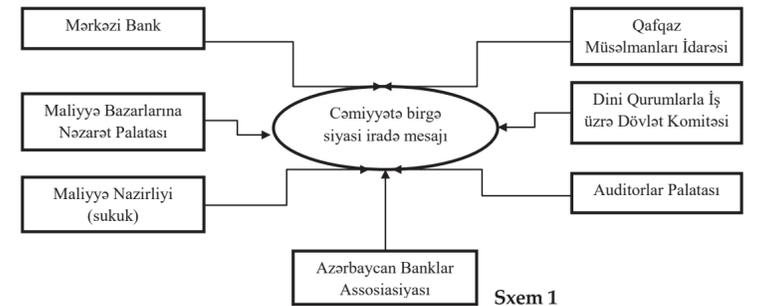 Mərkəzi Bank
Qafqaz
Müsəlmanları İdarəsi
Maliyyə Bazarlarına
Nəzarət Palatası
Cəmiyyətə birgə
siyasi iradə mesajı
Dini Qurumlarla İş
üzrə Dövlət Komitəsi
Maliyyə Nazirliyi
(sukuk)
Auditorlar Palatası
Azərbaycan Banklar
Assosiasiyası
Sxem 1